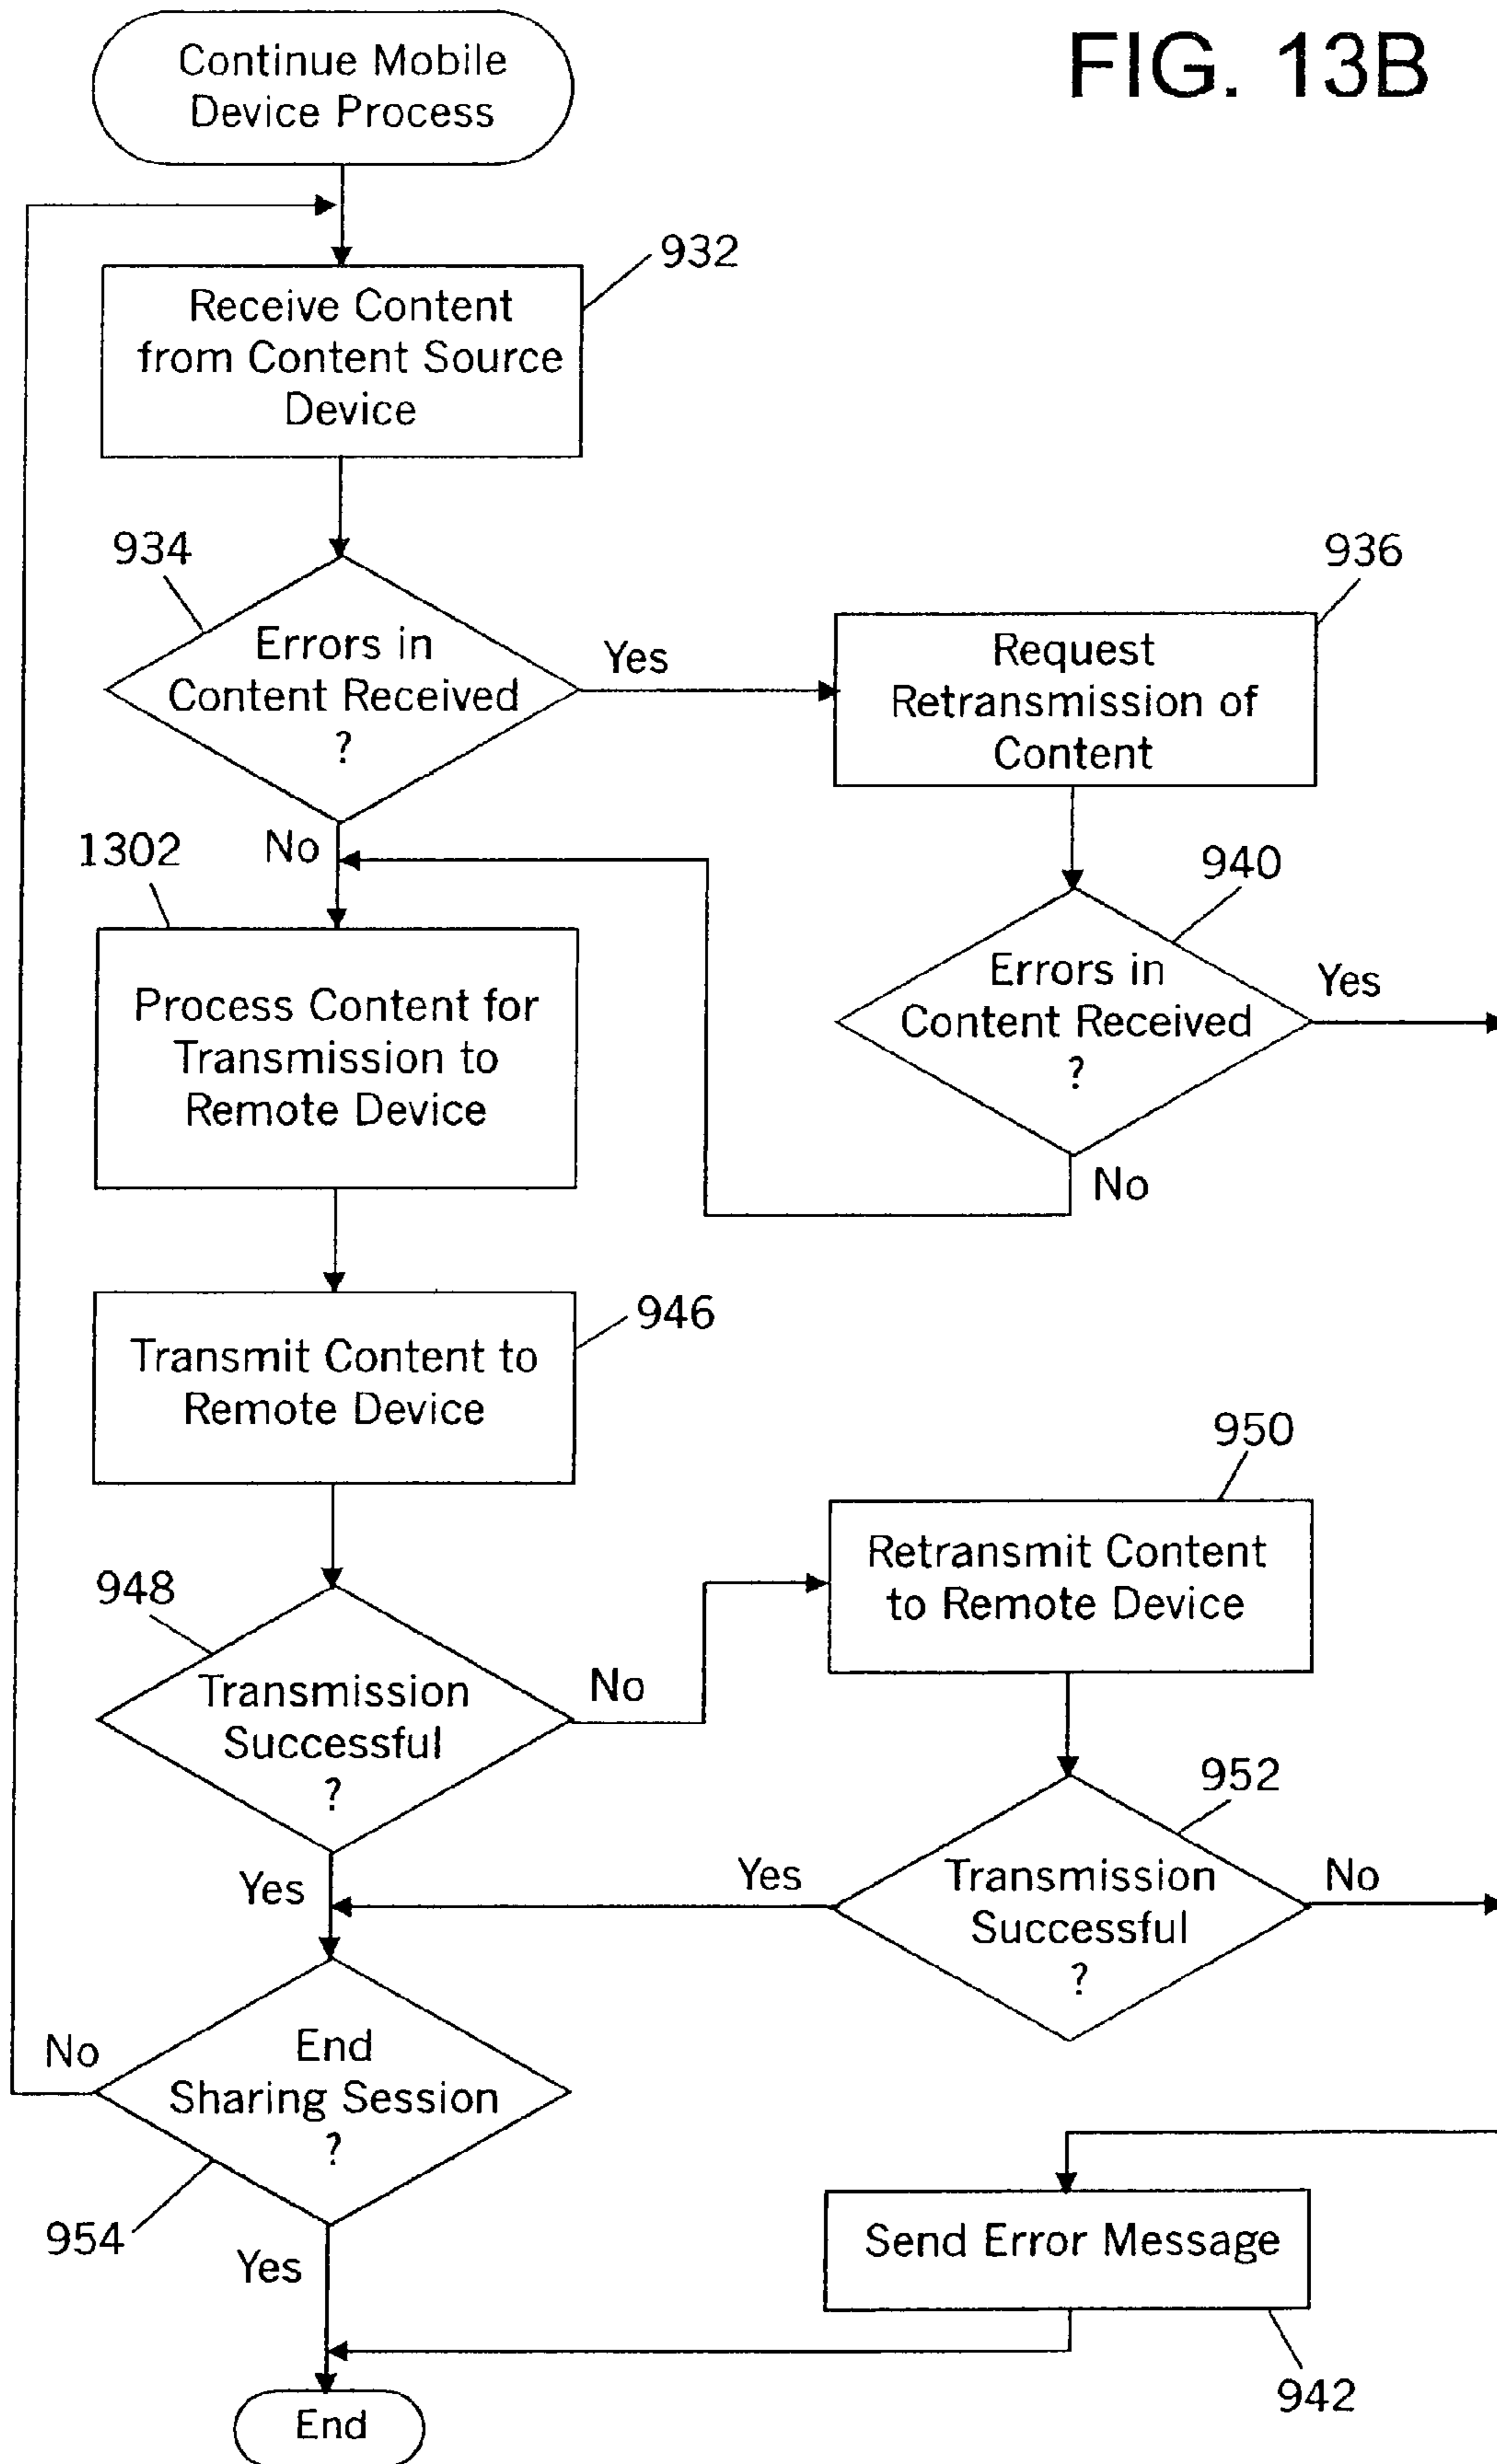 FIG. 13B
Continue Mobile
Device Process
932
Receive Content
from Content Source
Device
934
Errors in
Content Received
?
Yes
No
936
Request
Retransmission of
Content
940
Errors in
Content Received
?
Yes
No
1302
Process Content for
Transmission to
Remote Device
946
Transmit Content to
Remote Device
948
Transmission
Successful
?
No
Yes
950
Retransmit Content
to Remote Device
952
Transmission
Successful
?
Yes
No
End
Sharing Session
?
No
954
Yes
Send Error Message
942
End